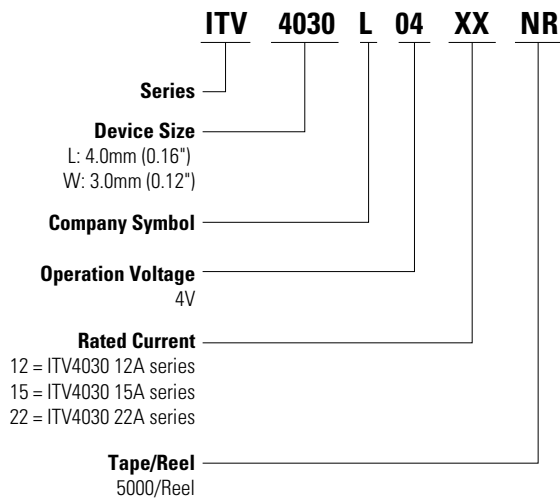 ITV 4030 L 04 XX NR
Series
Device Size
L: 4.0mm (0.16")
W: 3.0mm (0.12")
Company Symbol
Operation Voltage
4V
Rated Current
12 = ITV4030 12A series
15 = ITV4030 15A series
22 = ITV4030 22A series
Tape/Reel
5000/Reel